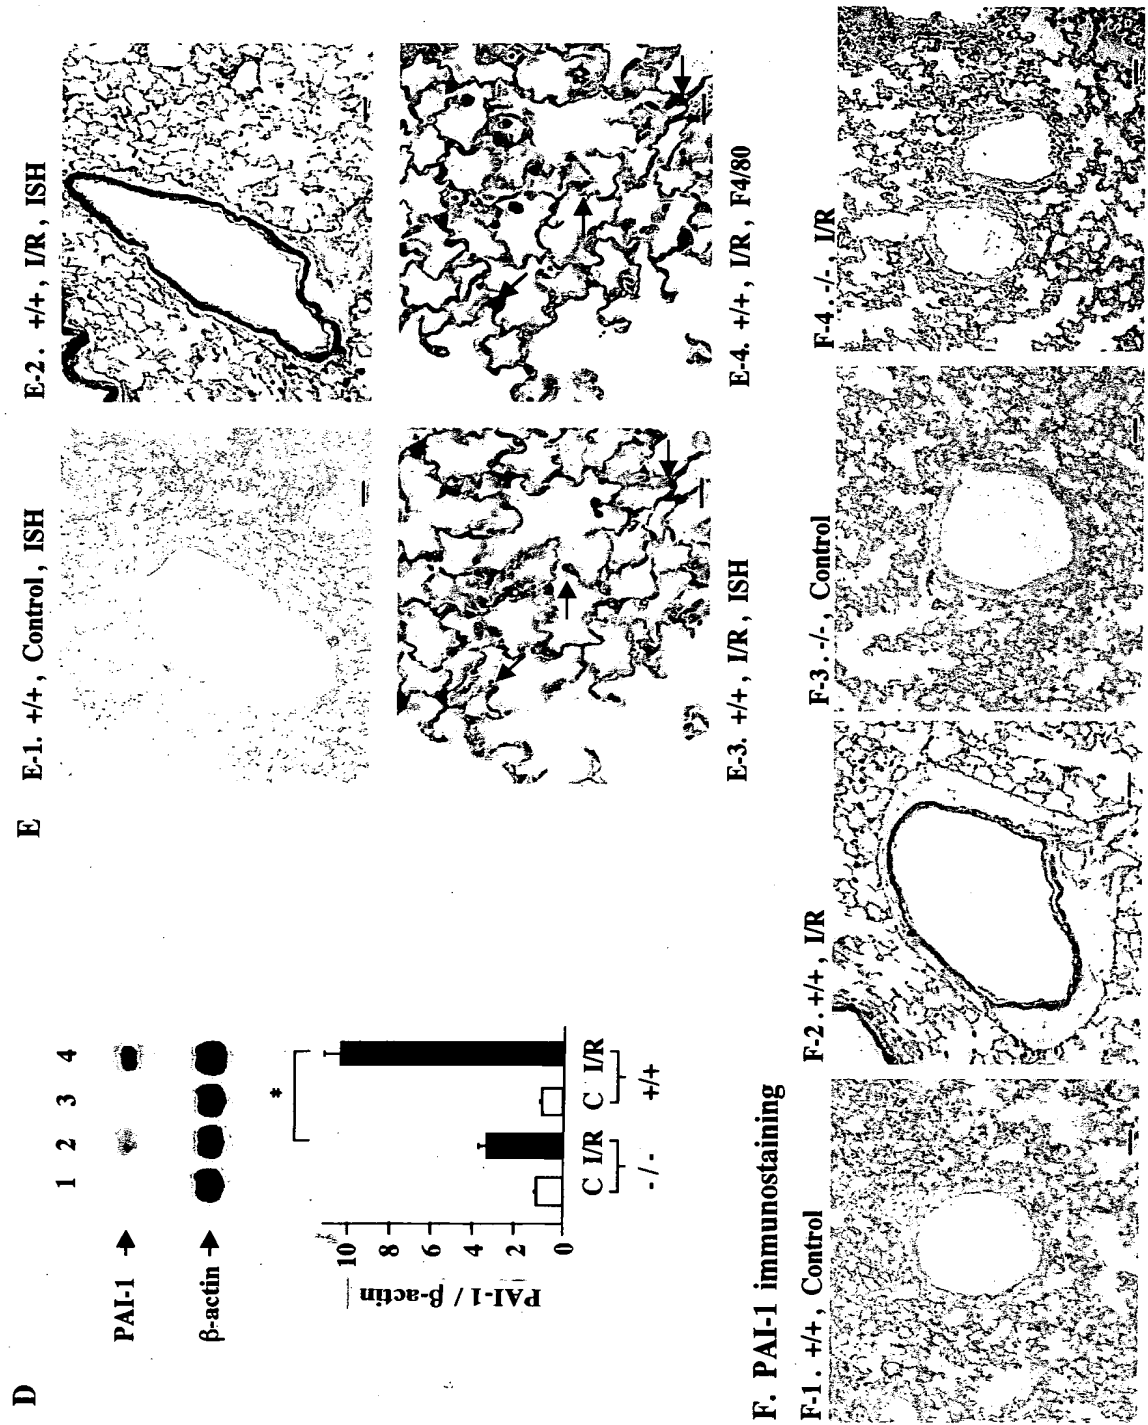 D
1 2 3 4
PAI-1 →
β-actin →
PAI-1 / β-actin
10
8
6
4
2
0
*
C I/R C I/R
-/- +/+
E
E-1. +/+, Control, ISH
E-2. +/+, I/R, ISH
E-3. +/+, I/R, ISH
E-4. +/+, I/R, F4/80
F. PAI-1 immunostaining
F-1. +/+, Control
F-2. +/+, I/R
F-3. -/-, Control
F-4. -/-, I/R